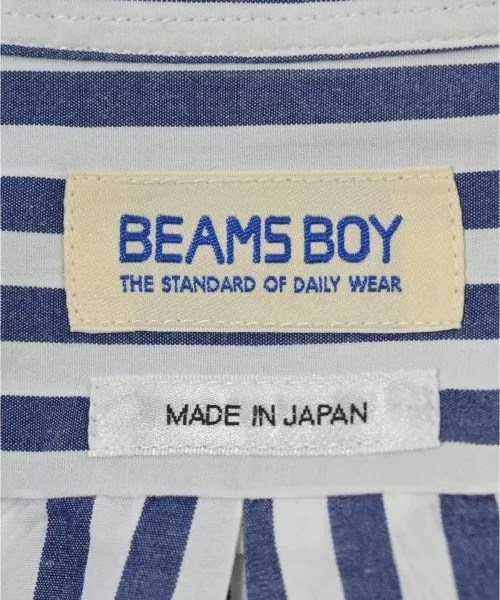 BEAMS BOY
THE STANDARD OF DAILY WEAR
MADE IN JAPAN